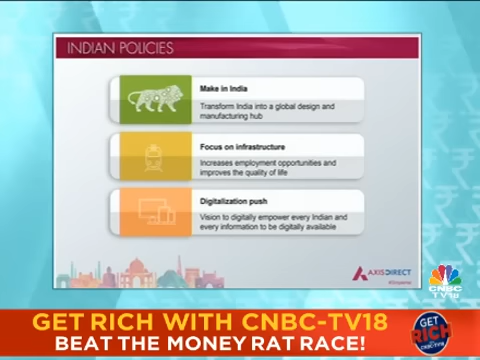 INDIAN POLICIES
Make in India
Transform India into a global design and
manufacturing hub
Focus on infrastructure
Increases employment opportunities and
improves the quality of life
Digitalization push
Vision to digitally empower every Indian and
every information to be digitally available
AXISDIRECT
CNBC
TV18
GET RICH WITH CNBC-TV18
BEAT THE MONEY RAT RACE!
GET
RICH
CNBC-TV18